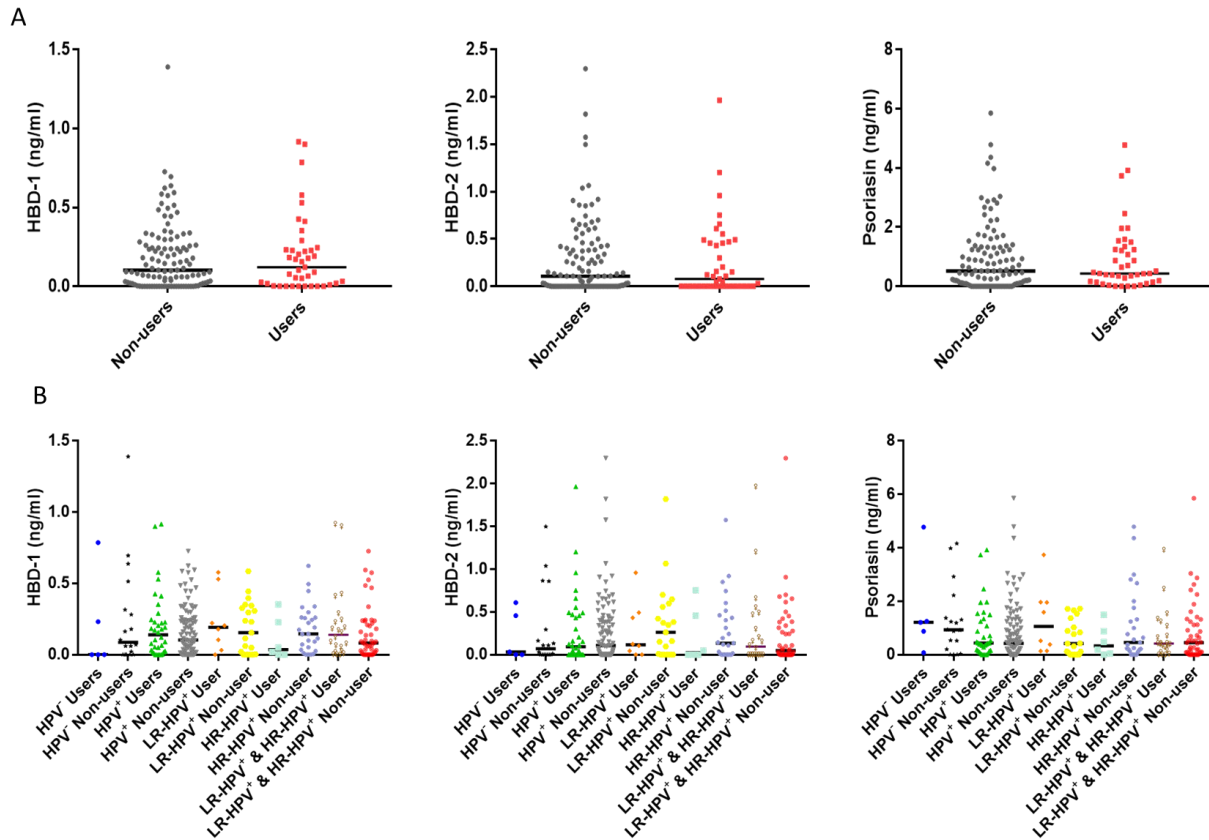 A
HBD-1 (ng/ml)
1.5
1.0
0.5
0.0
Non-users
Users
HBD-2 (ng/ml)
2.5
2.0
1.5
1.0
0.5
0.0
Non-users
Users
Psoriasin (ng/ml)
8
6
4
2
0
Non-users
Users
B
HBD-1 (ng/ml)
1.5
1.0
0.5
0.0
HPV⁻ Users
HPV⁻ Non-users
HPV⁺ Users
HPV⁺ Non-users
LR-HPV⁺ User
LR-HPV⁺ Non-user
HR-HPV⁺ User
HR-HPV⁺ Non-user
LR-HPV⁺ & HR-HPV⁺ User
LR-HPV⁺ & HR-HPV⁺ Non-user
HBD-2 (ng/ml)
2.5
2.0
1.5
1.0
0.5
0.0
HPV⁻ Users
HPV⁻ Non-users
HPV⁺ Users
HPV⁺ Non-users
LR-HPV⁺ User
LR-HPV⁺ Non-user
HR-HPV⁺ User
HR-HPV⁺ Non-user
LR-HPV⁺ & HR-HPV⁺ User
LR-HPV⁺ & HR-HPV⁺ Non-user
Psoriasin (ng/ml)
8
6
4
2
0
HPV⁻ Users
HPV⁻ Non-users
HPV⁺ Users
HPV⁺ Non-users
LR-HPV⁺ User
LR-HPV⁺ Non-user
HR-HPV⁺ User
HR-HPV⁺ Non-user
LR-HPV⁺ & HR-HPV⁺ User
LR-HPV⁺ & HR-HPV⁺ Non-user